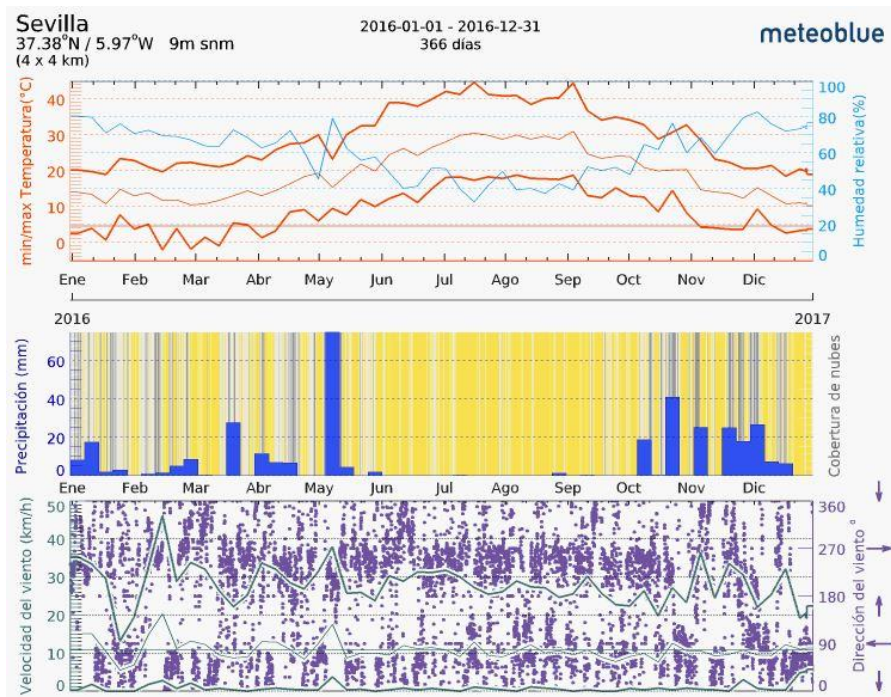 Sevilla
37.38°N / 5.97°W 9m snm
(4 x 4 km)
2016-01-01 - 2016-12-31
366 días
meteoblue
min/max Temperatura(°C)
40
30
20
10
0
100
80
60
40
20
0
Humedad relativa(%)
Ene Feb Mar Abr May Jun Jul Ago Sep Oct Nov Dic
2016 2017
Precipitación (mm)
60
40
20
0
Cobertura de nubes
Ene Feb Mar Abr May Jun Jul Ago Sep Oct Nov Dic
Velocidad del viento (km/h)
50
40
30
20
10
0
360
270
180
90
0
Dirección del viento °